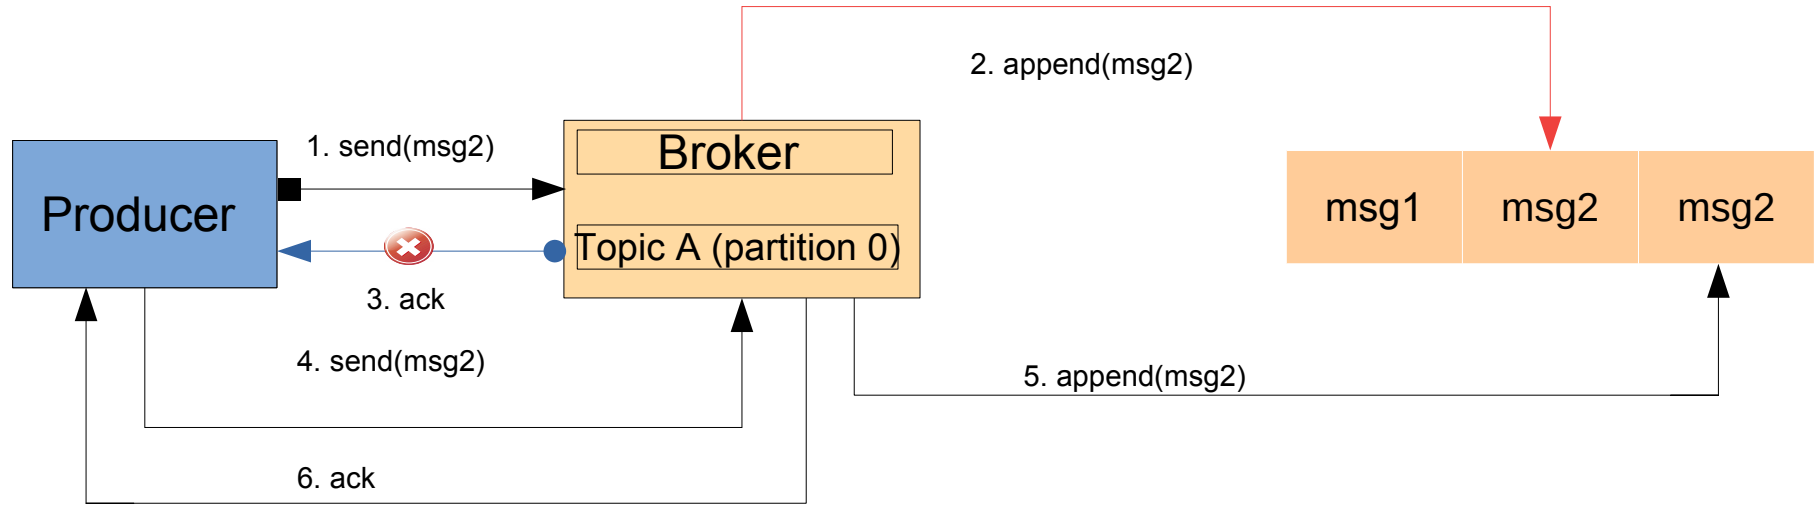 2. append(msg2)
1. send(msg2)
Broker
Producer
msg1
msg2
msg2
Topic A (partition 0)
3. ack
4. send(msg2)
5. append(msg2)
6. ack